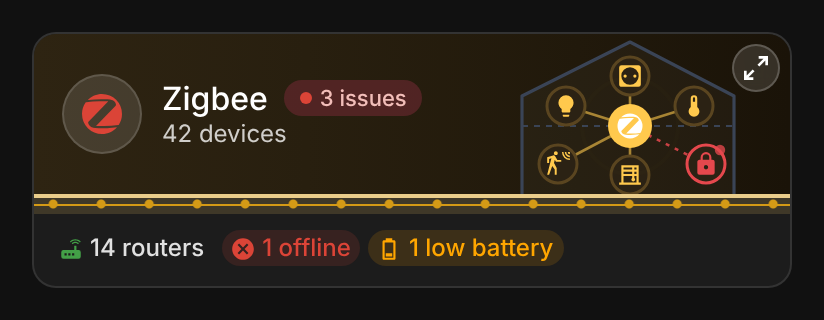 Zigbee
3 issues
42 devices
14 routers
1 offline
1 low battery